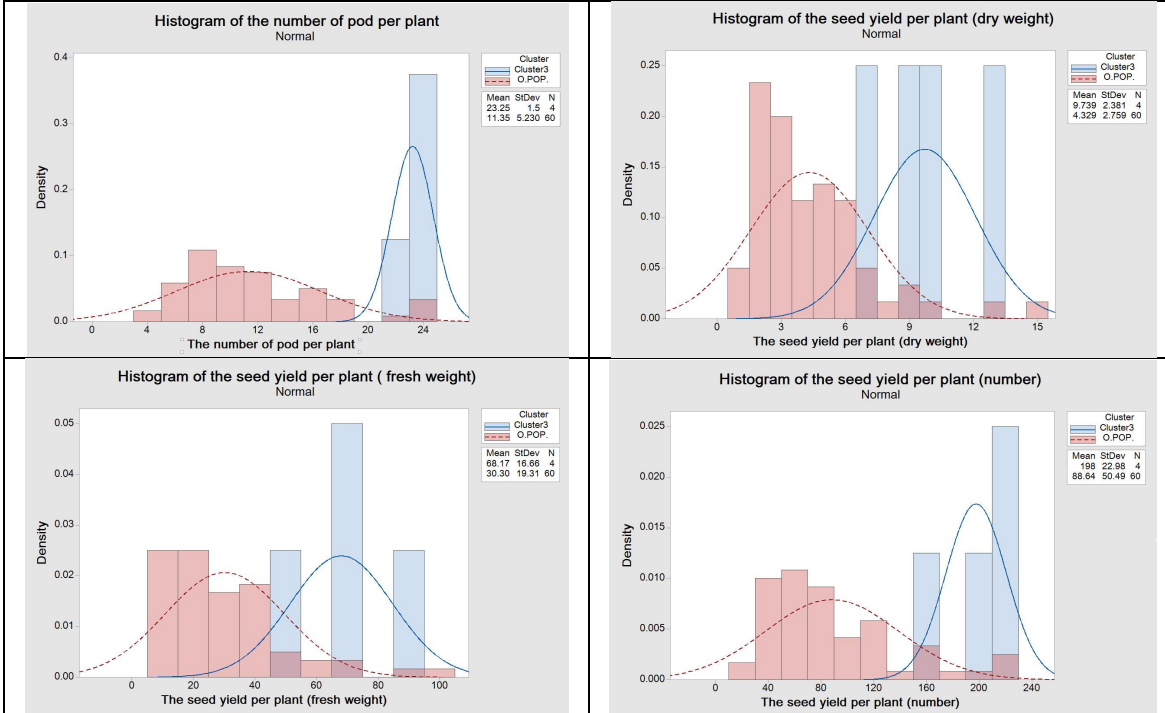 Histogram of the number of pod per plant
Normal
0.4
0.3
0.2
0.1
0.0
Density
0 4 8 12 16 20 24
The number of pod per plant
Cluster
Cluster3
O.POP.
Mean StDev N
23.25 1.5 4
11.35 5.230 60
Histogram of the seed yield per plant (dry weight)
Normal
0.25
0.20
0.15
0.10
0.05
0.00
Density
0 3 6 9 12 15
The seed yield per plant (dry weight)
Cluster
Cluster3
O.POP.
Mean StDev N
9.739 2.381 4
4.329 2.759 60
Histogram of the seed yield per plant ( fresh weight)
Normal
0.05
0.04
0.03
0.02
0.01
0.00
Density
0 20 40 60 80 100
The seed yield per plant (fresh weight)
Cluster
Cluster3
O.POP.
Mean StDev N
68.17 16.66 4
30.30 19.31 60
Histogram of the seed yield per plant (number)
Normal
0.025
0.020
0.015
0.010
0.005
0.000
Density
0 40 80 120 160 200 240
The seed yield per plant (number)
Cluster
Cluster3
O.POP.
Mean StDev N
198 22.98 4
88.64 50.49 60